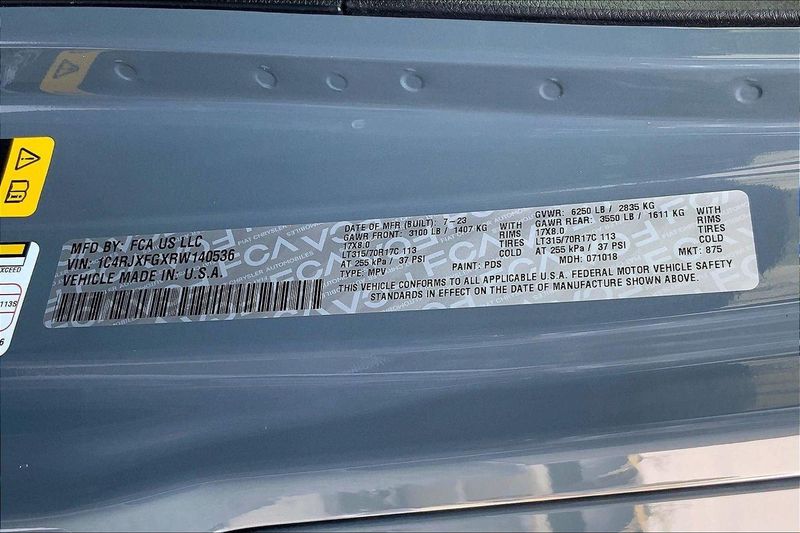 MFD BY: FCA US LLC
VIN: 1C4RJXFGXRW140536
VEHICLE MADE IN U.S.A.
DATE OF MFR (BUILT): 7-23
GAWR FRONT: 3100 LB / 1407 KG WITH
17X8.0 RIMS
LT315/70R17C 113 TIRES
AT 255 kPa / 37 PSI COLD
TYPE: MPV PAINT: PDS
GVWR: 6250 LB / 2835 KG
GAWR REAR: 3550 LB / 1611 KG WITH
17X8.0 RIMS
LT315/70R17C 113 TIRES
AT 255 kPa / 37 PSI COLD
MDH: 071018 MKT: 875
THIS VEHICLE CONFORMS TO ALL APPLICABLE U.S.A. FEDERAL MOTOR VEHICLE SAFETY
STANDARDS IN EFFECT ON THE DATE OF MANUFACTURE SHOWN ABOVE.
XCEED
113S